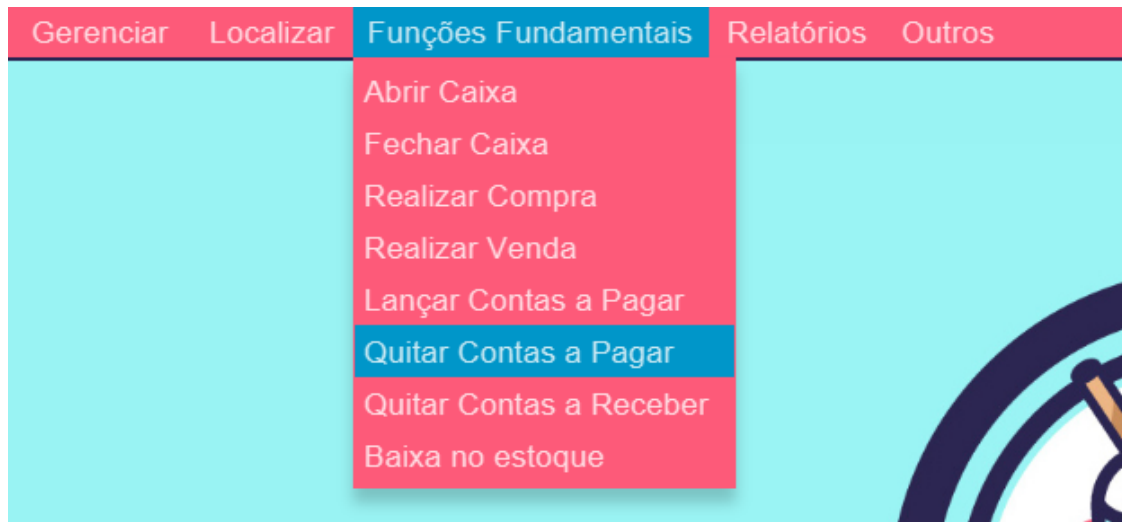 Gerenciar Localizar Funções Fundamentais Relatórios Outros
Abrir Caixa
Fechar Caixa
Realizar Compra
Realizar Venda
Lançar Contas a Pagar
Quitar Contas a Pagar
Quitar Contas a Receber
Baixa no estoque